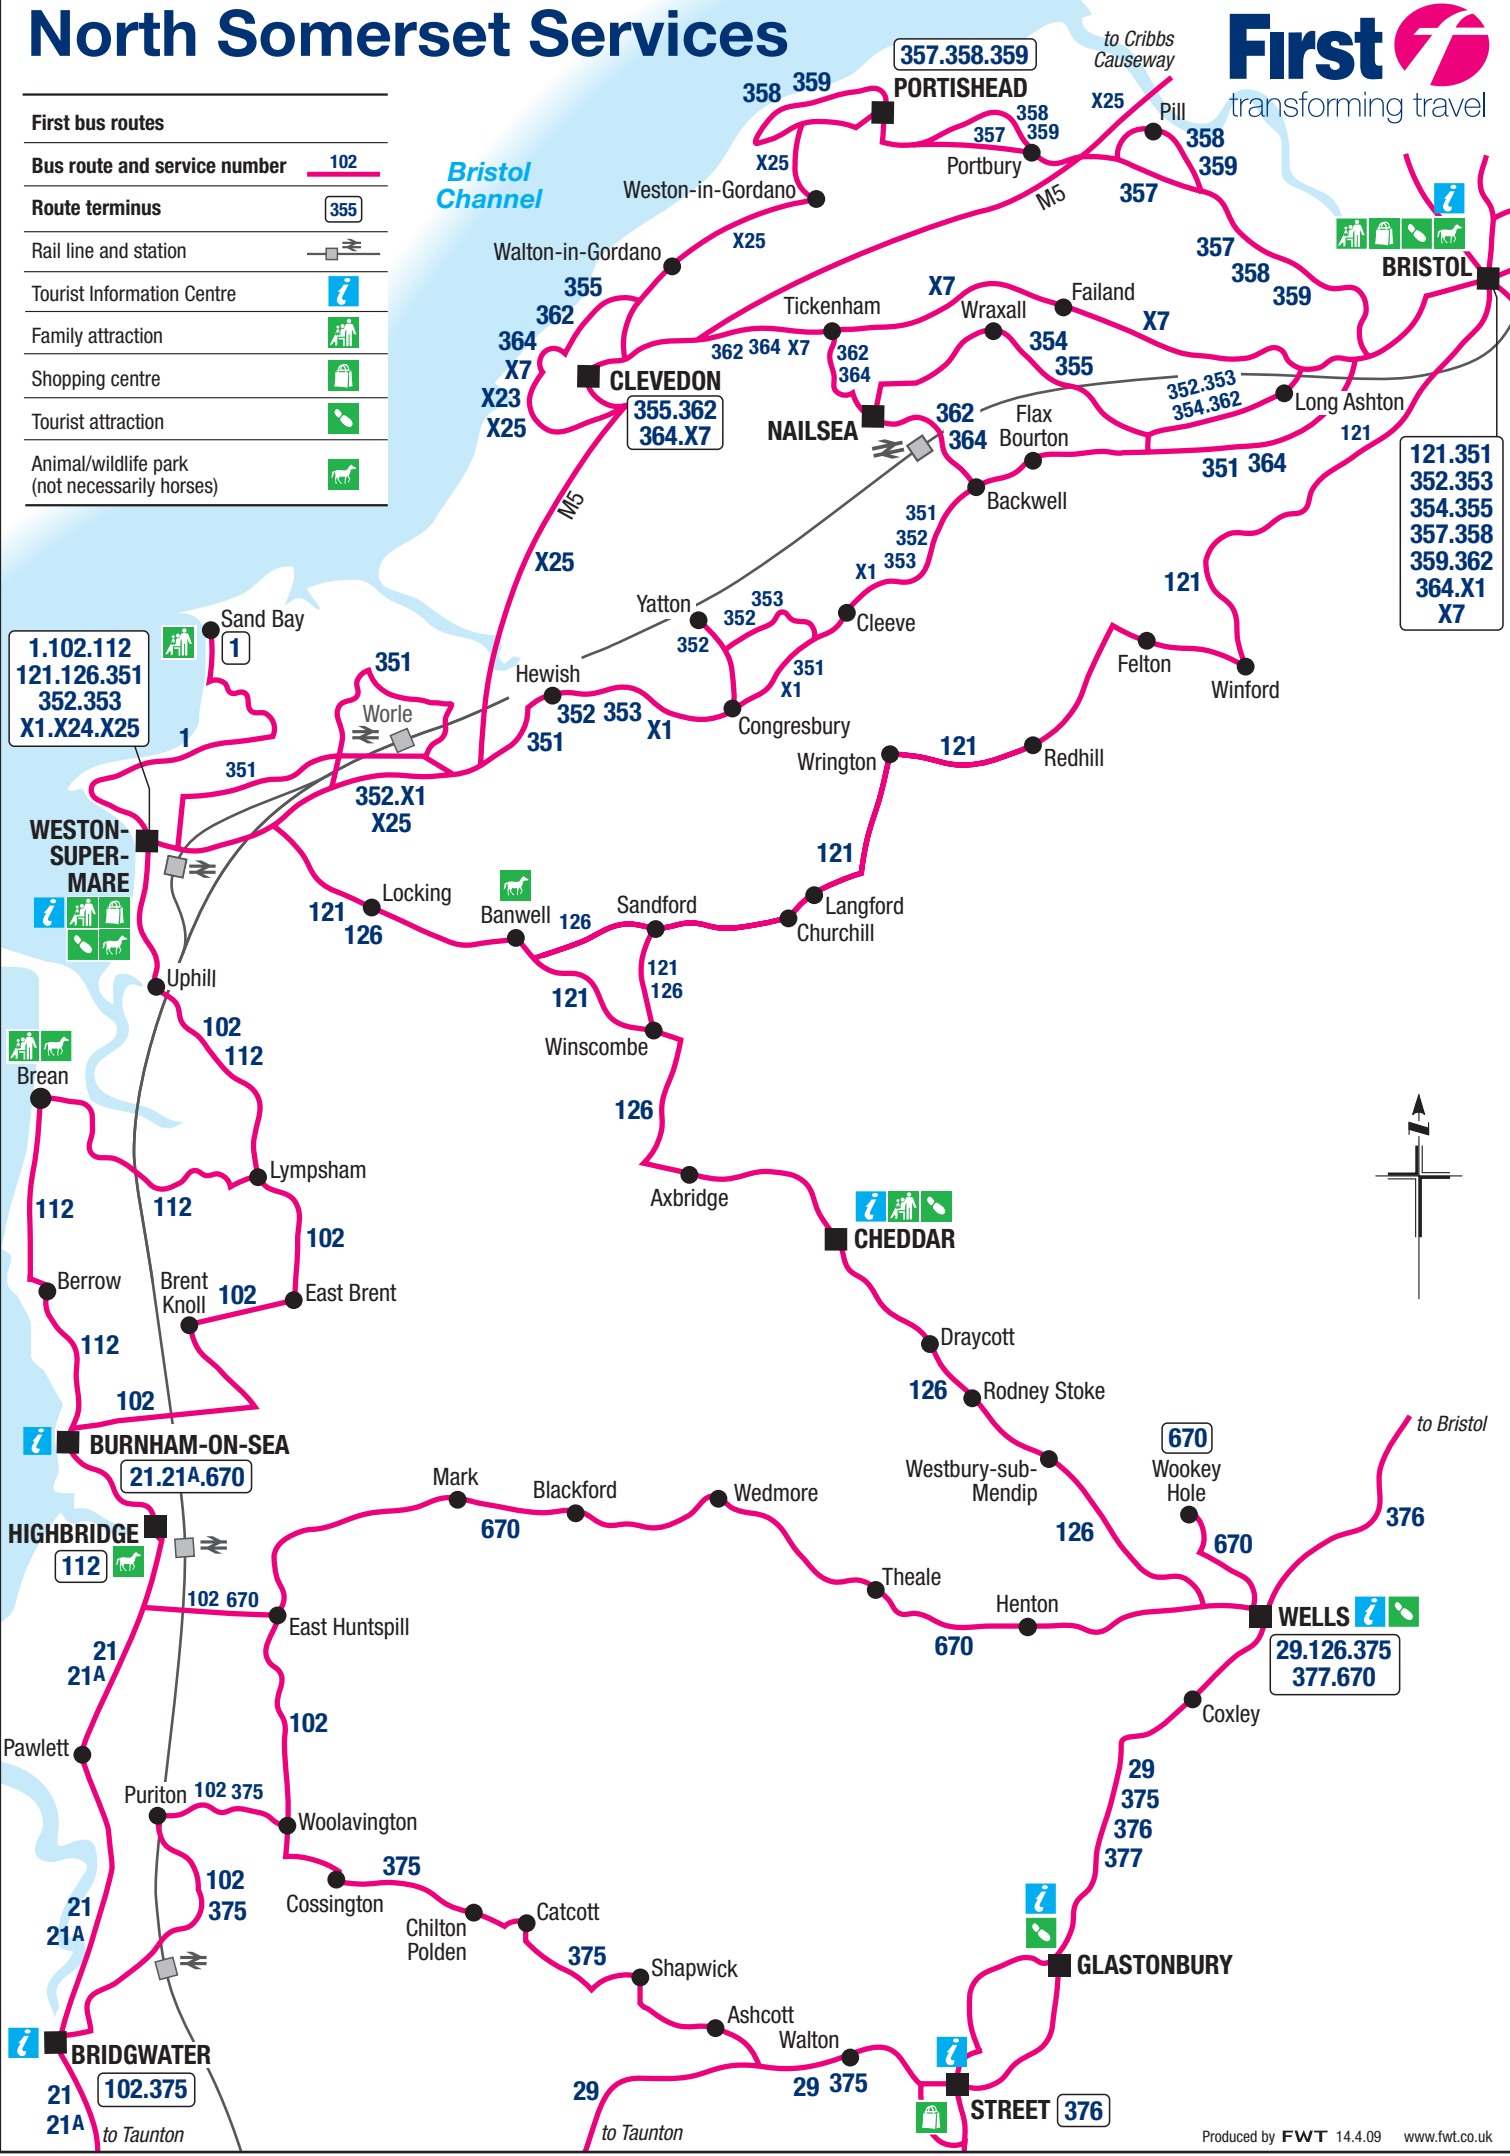 North Somerset Services
First
transforming travel
First bus routes
Bus route and service number
102
Route terminus
355
Rail line and station
Tourist Information Centre
Family attraction
Shopping centre
Tourist attraction
Animal/wildlife park
(not necessarily horses)
Bristol
Channel
to Cribbs
Causeway
357.358.359
PORTISHEAD
358
359
358
359
357
Portbury
X25
Pill
358
359
357
X25
Weston-in-Gordano
M5
X25
Walton-in-Gordano
355
362
364
X7
X23
X25
CLEVEDON
355.362
364.X7
357
358
359
BRISTOL
Tickenham
X7
Failand
Wraxall
X7
362 364 X7
362
364
354
355
NAILSEA
362
364
Flax
Bourton
352.353
354.362
Long Ashton
121
351 364
121.351
352.353
354.355
357.358
359.362
364.X1
X7
Backwell
M5
X25
351
352
353
X1
121
Sand Bay
1
1.102.112
121.126.351
352.353
X1.X24.X25
Yatton
353
352
352
Cleeve
351
X1
Felton
Winford
351
Hewish
Worle
352 353
X1
351
Congresbury
1
351
Wrington
121
Redhill
352.X1
X25
WESTON-
SUPER-
MARE
121
Locking
121
126
Banwell
126
Sandford
Langford
Churchill
121
126
121
Winscombe
Uphill
102
112
Brean
126
Lympsham
112
112
102
Axbridge
CHEDDAR
Berrow
Brent
Knoll
102
East Brent
112
Draycott
102
126
Rodney Stoke
BURNHAM-ON-SEA
21.21A.670
to Bristol
670
Wookey
Hole
Westbury-sub-
Mendip
Mark
Blackford
Wedmore
670
376
126
670
HIGHBRIDGE
112
Theale
102 670
East Huntspill
Henton
WELLS
29.126.375
377.670
670
21
21A
Coxley
102
Pawlett
29
375
376
377
Puriton
102 375
Woolavington
375
102
375
Cossington
Chilton
Polden
Catcott
21
21A
375
Shapwick
GLASTONBURY
Ashcott
Walton
BRIDGWATER
102.375
29
29 375
STREET
376
21
21A
to Taunton
to Taunton
N
Produced by FWT 14.4.09 www.fwt.co.uk